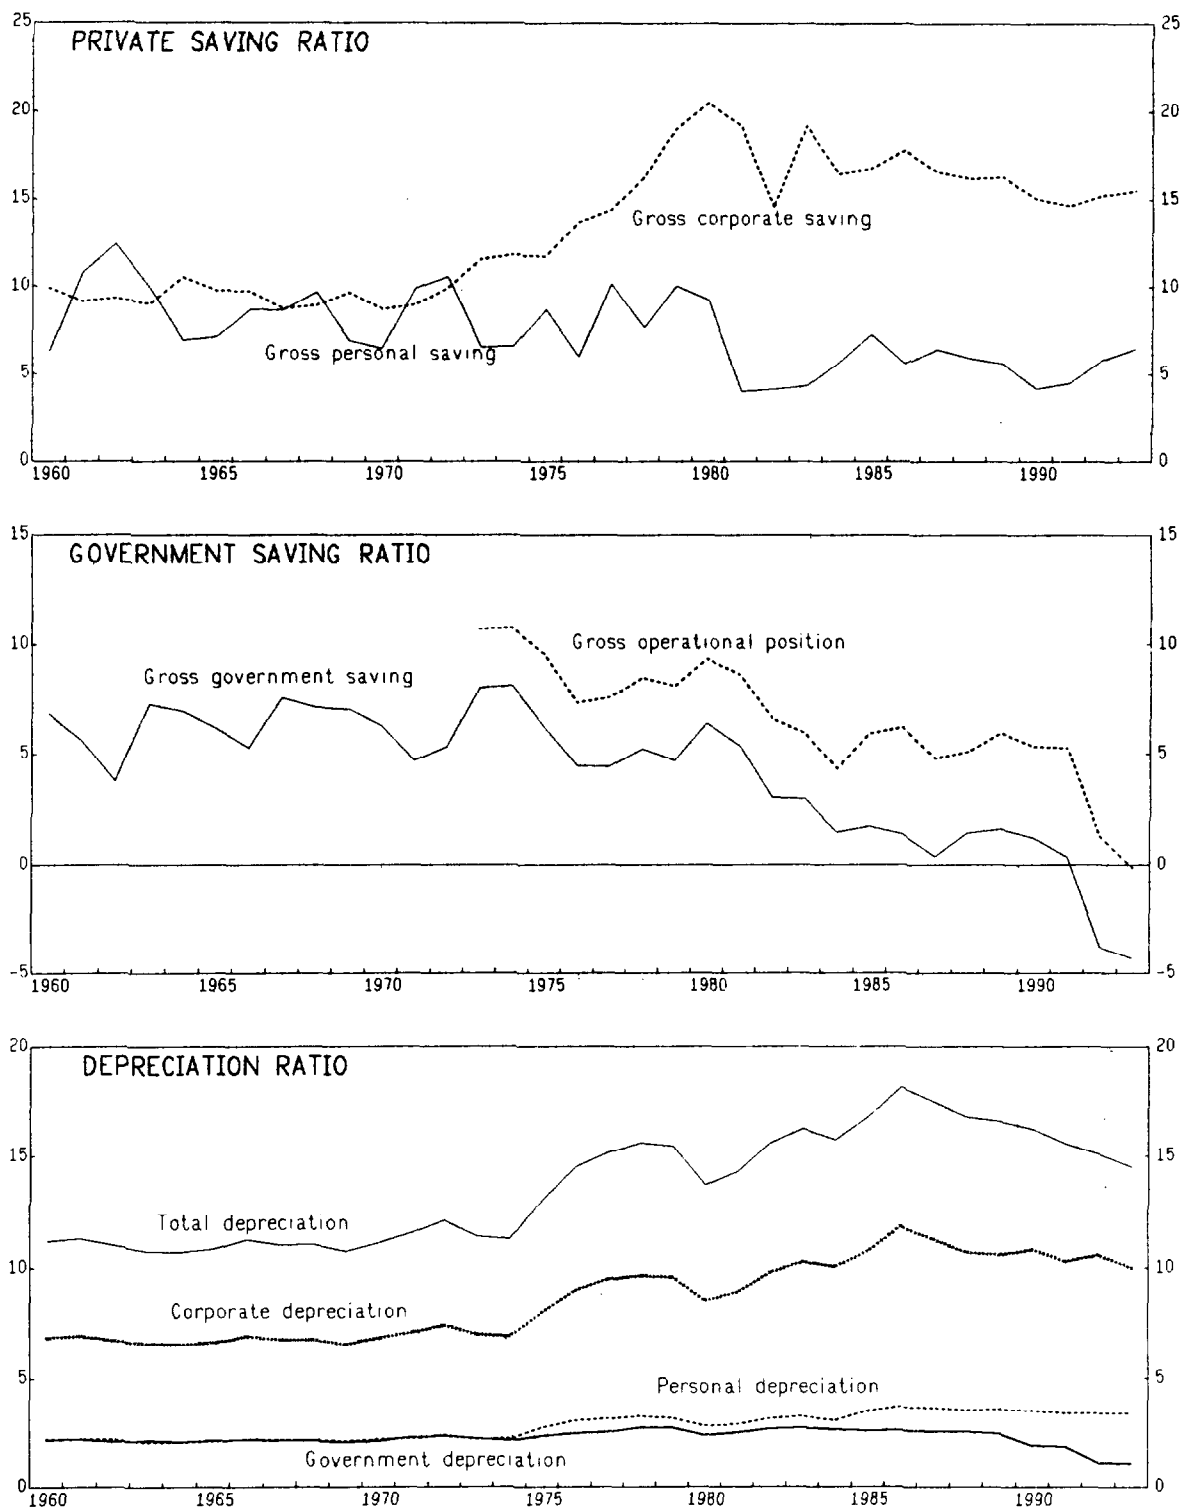 PRIVATE SAVING RATIO
25 25
20 20
15 15
Gross corporate saving
10 10
Gross personal saving
5 5
0 0
1960 1965 1970 1975 1980 1985 1990
15 15
GOVERNMENT SAVING RATIO
10 10
Gross operational position
Gross government saving
5 5
0 0
-5 -5
1960 1965 1970 1975 1980 1985 1990
20 20
DEPRECIATION RATIO
15 15
Total depreciation
10 10
Corporate depreciation
5 5
Personal depreciation
Government depreciation
0 0
1960 1965 1970 1975 1980 1985 1990